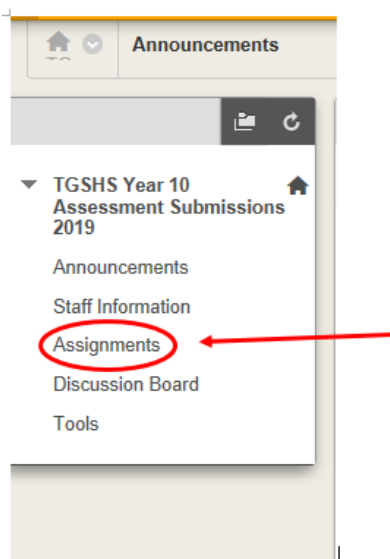 Announcements
TGSHS Year 10
Assessment Submissions
2019
Announcements
Staff Information
Assignments
Discussion Board
Tools